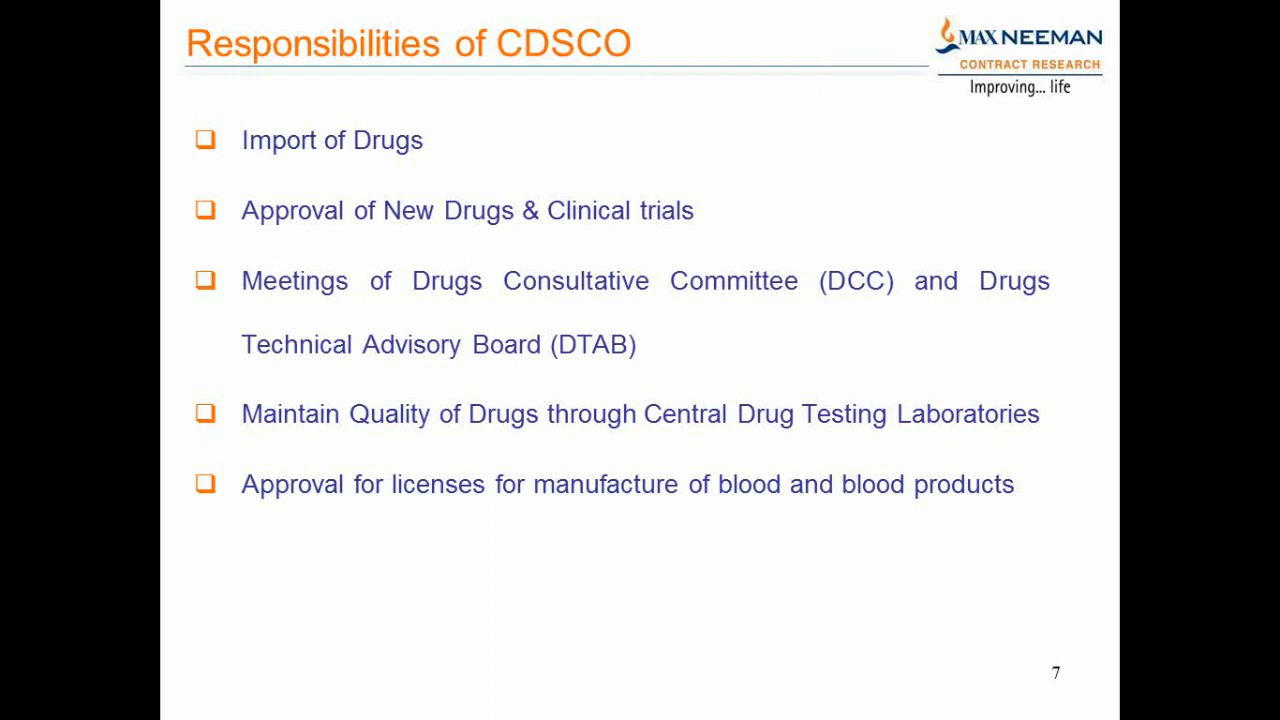 Responsibilities of CDSCO
MAX NEEMAN
CONTRACT RESEARCH
Improving... life
Import of Drugs
Approval of New Drugs & Clinical trials
Meetings of Drugs Consultative Committee (DCC) and Drugs
Technical Advisory Board (DTAB)
Maintain Quality of Drugs through Central Drug Testing Laboratories
Approval for licenses for manufacture of blood and blood products
7